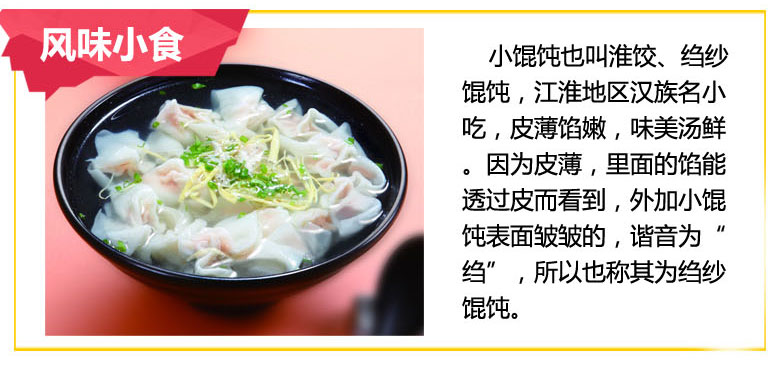 风味小食
小馄饨也叫淮饺、绉纱
馄饨，江淮地区汉族名小
吃，皮薄馅嫩，味美汤鲜
。因为皮薄，里面的馅能
透过皮而看到，外加小馄
饨表面皱皱的，谐音为“
绉”，所以也称其为绉纱
馄饨。